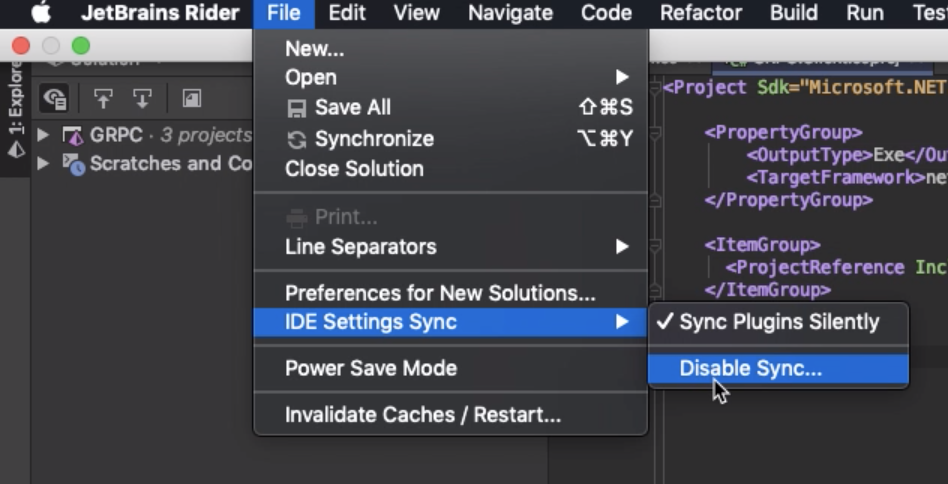 JetBrains Rider File Edit View Navigate Code Refactor Build Run
1: Explore
Solution
GRPC · 3 projects
Scratches and Co
New...
Open
Save All ⇧⌘S
Synchronize ⌥⌘Y
Close Solution
Print...
Line Separators
Preferences for New Solutions...
IDE Settings Sync
Power Save Mode
Invalidate Caches / Restart...
✓ Sync Plugins Silently
Disable Sync...
<Project Sdk="Microsoft.NET
<PropertyGroup>
<OutputType>Exe</Ou
<TargetFramework>ne
</PropertyGroup>
<ItemGroup>
<ProjectReference Inc
</ItemGroup>